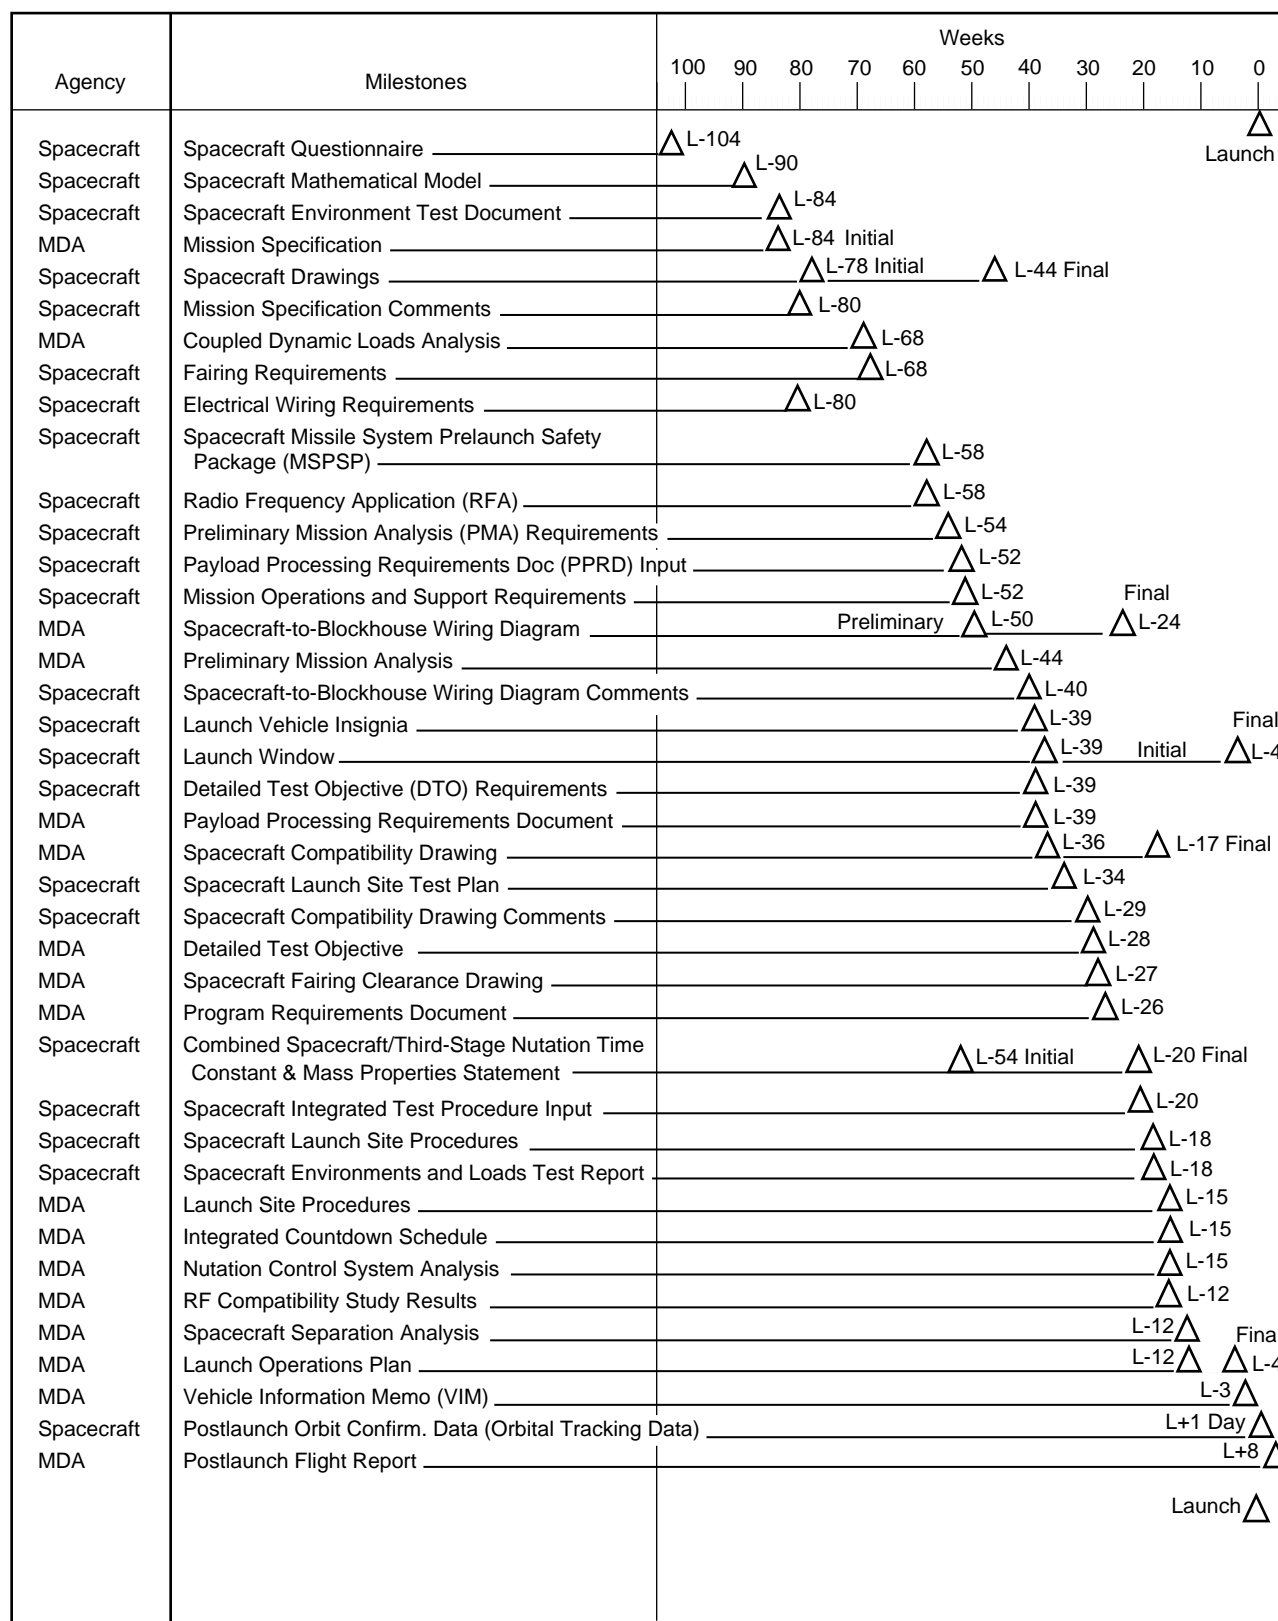 Weeks
Agency Milestones 100 90 80 70 60 50 40 30 20 10 0
Launch
Spacecraft Spacecraft Questionnaire L-104
Spacecraft Spacecraft Mathematical Model L-90
Spacecraft Spacecraft Environment Test Document L-84
MDA Mission Specification L-84 Initial
Spacecraft Spacecraft Drawings L-78 Initial L-44 Final
Spacecraft Mission Specification Comments L-80
MDA Coupled Dynamic Loads Analysis L-68
Spacecraft Fairing Requirements L-68
Spacecraft Electrical Wiring Requirements L-80
Spacecraft Spacecraft Missile System Prelaunch Safety
Package (MSPSP) L-58
Spacecraft Radio Frequency Application (RFA) L-58
Spacecraft Preliminary Mission Analysis (PMA) Requirements L-54
Spacecraft Payload Processing Requirements Doc (PPRD) Input L-52
Spacecraft Mission Operations and Support Requirements L-52 Final
MDA Spacecraft-to-Blockhouse Wiring Diagram Preliminary L-50 L-24
MDA Preliminary Mission Analysis L-44
Spacecraft Spacecraft-to-Blockhouse Wiring Diagram Comments L-40
Spacecraft Launch Vehicle Insignia L-39 Final
Spacecraft Launch Window L-39 Initial L-4
Spacecraft Detailed Test Objective (DTO) Requirements L-39
MDA Payload Processing Requirements Document L-39
MDA Spacecraft Compatibility Drawing L-36 L-17 Final
Spacecraft Spacecraft Launch Site Test Plan L-34
Spacecraft Spacecraft Compatibility Drawing Comments L-29
MDA Detailed Test Objective L-28
MDA Spacecraft Fairing Clearance Drawing L-27
MDA Program Requirements Document L-26
Spacecraft Combined Spacecraft/Third-Stage Nutation Time
Constant & Mass Properties Statement L-54 Initial L-20 Final
Spacecraft Spacecraft Integrated Test Procedure Input L-20
Spacecraft Spacecraft Launch Site Procedures L-18
Spacecraft Spacecraft Environments and Loads Test Report L-18
MDA Launch Site Procedures L-15
MDA Integrated Countdown Schedule L-15
MDA Nutation Control System Analysis L-15
MDA RF Compatibility Study Results L-12
MDA Spacecraft Separation Analysis L-12 Final
MDA Launch Operations Plan L-12 L-4
MDA Vehicle Information Memo (VIM) L-3
Spacecraft Postlaunch Orbit Confirm. Data (Orbital Tracking Data) L+1 Day
MDA Postlaunch Flight Report L+8
Launch